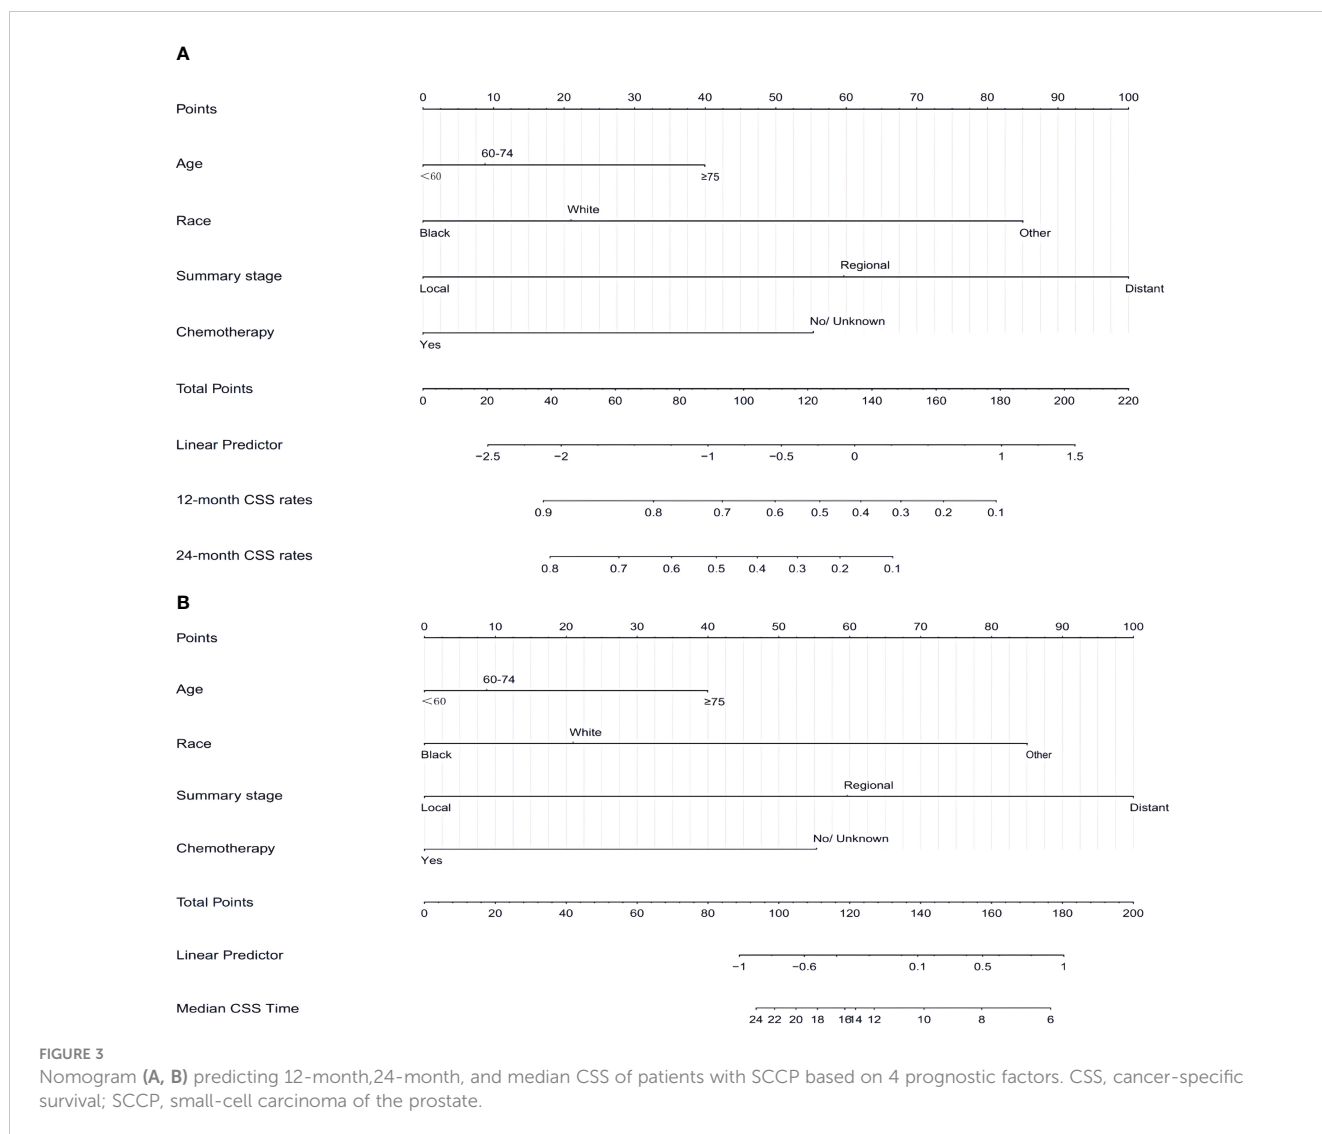 A
Points 0 10 20 30 40 50 60 70 80 90 100
Age <60 60-74 ≥75
Race Black White Other
Summary stage Local Regional Distant
Chemotherapy Yes No/ Unknown
Total Points 0 20 40 60 80 100 120 140 160 180 200 220
Linear Predictor −2.5 −2 −1 −0.5 0 1 1.5
12-month CSS rates 0.9 0.8 0.7 0.6 0.5 0.4 0.3 0.2 0.1
24-month CSS rates 0.8 0.7 0.6 0.5 0.4 0.3 0.2 0.1
B
Points 0 10 20 30 40 50 60 70 80 90 100
Age <60 60-74 ≥75
Race Black White Other
Summary stage Local Regional Distant
Chemotherapy Yes No/ Unknown
Total Points 0 20 40 60 80 100 120 140 160 180 200
Linear Predictor −1 −0.6 0.1 0.5 1
Median CSS Time 24 22 20 18 16 14 12 10 8 6
FIGURE 3
Nomogram (A, B) predicting 12-month,24-month, and median CSS of patients with SCCP based on 4 prognostic factors. CSS, cancer-specific
survival; SCCP, small-cell carcinoma of the prostate.